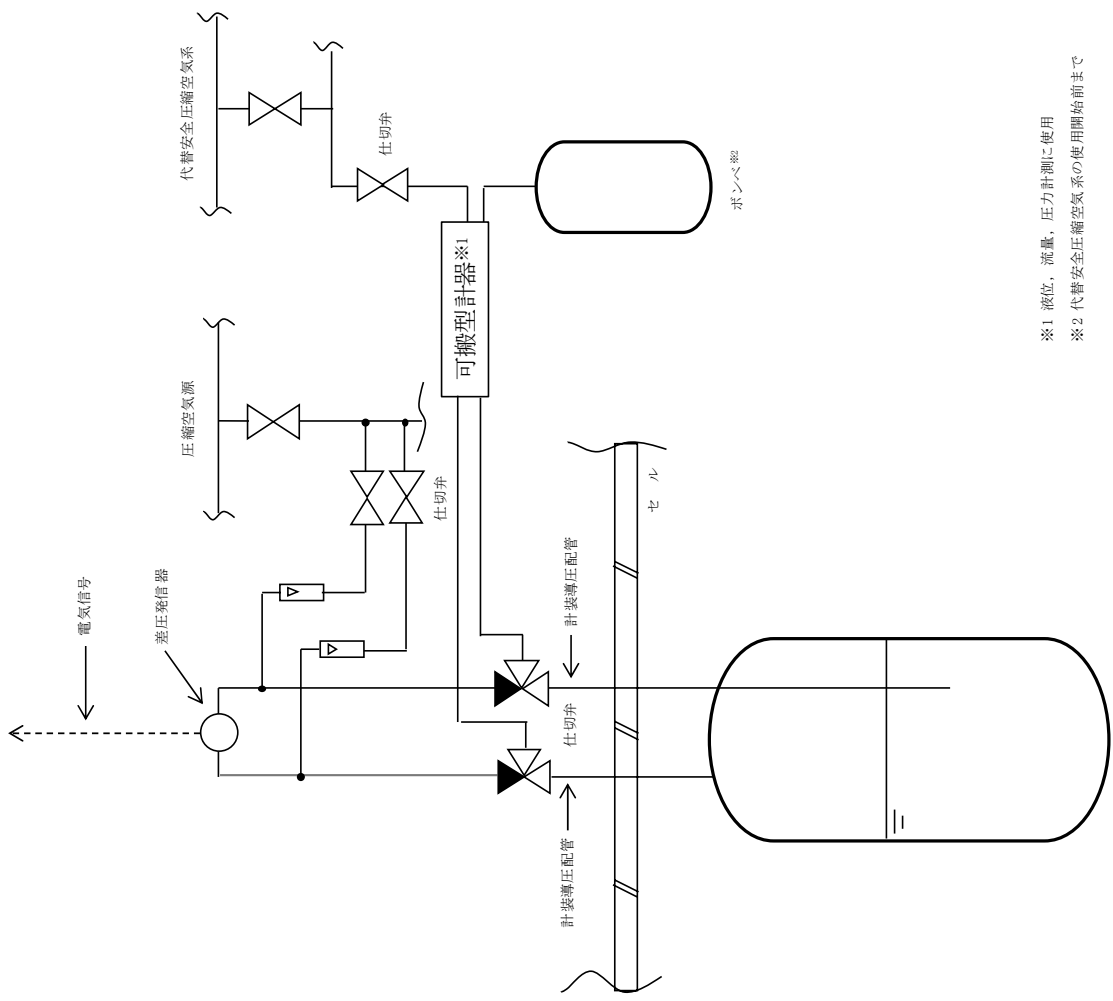 電気信号
差圧発信器
圧縮空気源
代替安全圧縮空気系
仕切弁
仕切弁
可搬型計器※1
ボンベ※2
計装導圧配管
仕切弁
計装導圧配管
セル
※1 液位，流量，圧力計測に使用
※2 代替安全圧縮空気系の使用開始前まで